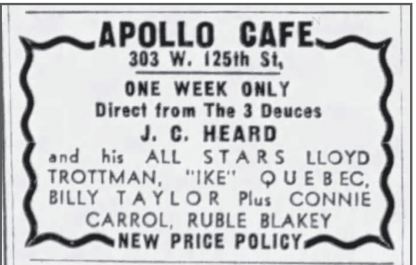 APOLLO CAFE
303 W. 125th St,
ONE WEEK ONLY
Direct from The 3 Deuces
J. C. HEARD
and his ALL STARS LLOYD
TROTTMAN, "IKE" QUEBEC,
BILLY TAYLOR Plus CONNIE
CARROL, RUBLE BLAKEY
NEW PRICE POLICY